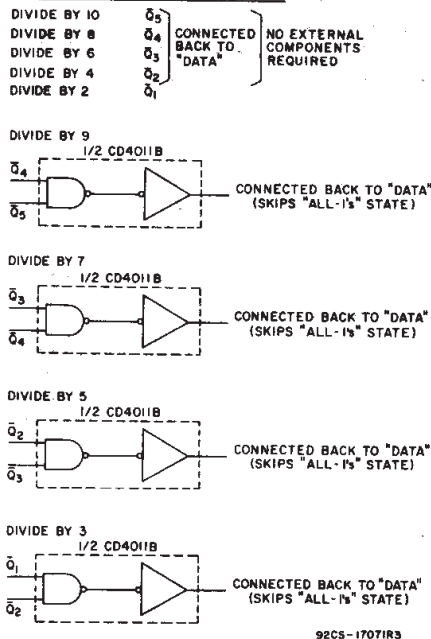 DIVIDE BY 10 Q̄5 CONNECTED BACK TO "DATA" NO EXTERNAL COMPONENTS REQUIRED
DIVIDE BY 8 Q̄4
DIVIDE BY 6 Q̄3
DIVIDE BY 4 Q̄2
DIVIDE BY 2 Q̄1
DIVIDE BY 9
1/2 CD4011B
Q̄4
Q̄5
CONNECTED BACK TO "DATA"
(SKIPS "ALL-1's" STATE)
DIVIDE BY 7
1/2 CD4011B
Q̄3
Q̄4
CONNECTED BACK TO "DATA"
(SKIPS "ALL-1's" STATE)
DIVIDE BY 5
1/2 CD4011B
Q̄2
Q̄3
CONNECTED BACK TO "DATA"
(SKIPS "ALL-1's" STATE)
DIVIDE BY 3
1/2 CD4011B
Q̄1
Q̄2
CONNECTED BACK TO "DATA"
(SKIPS "ALL-1's" STATE)
92CS-17071R3